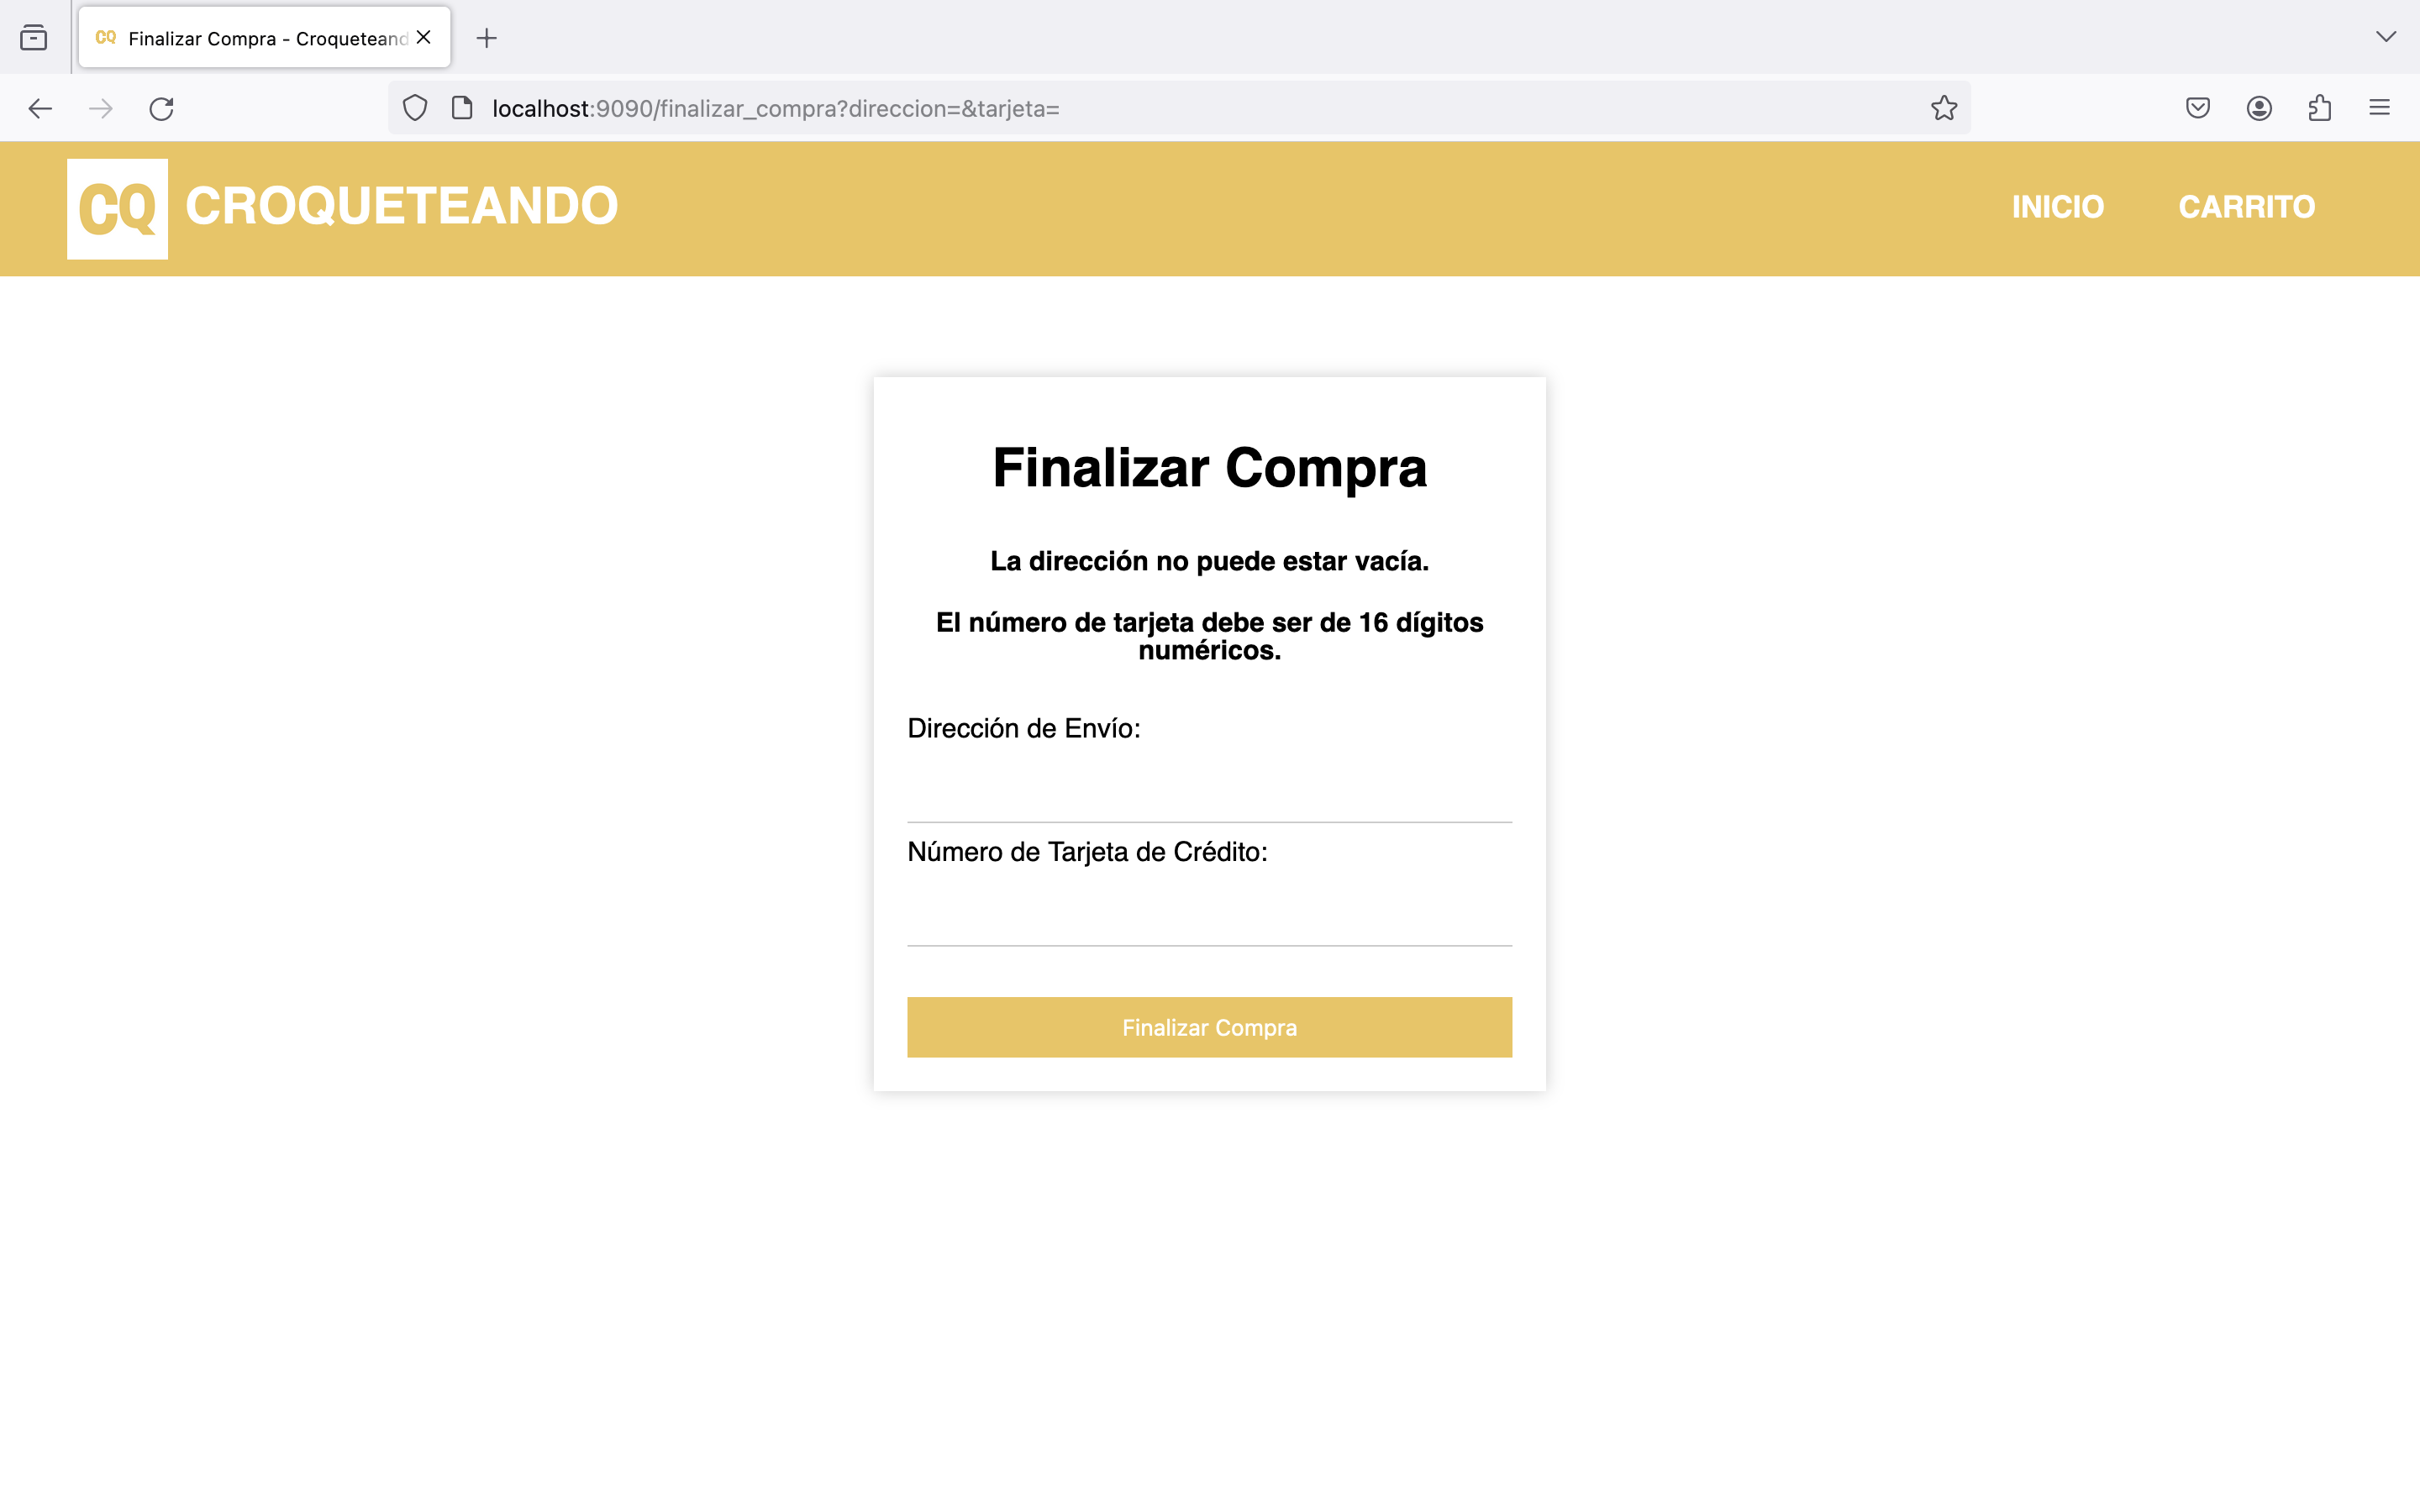 CQ Finalizar Compra - Croqueteand
localhost:9090/finalizar_compra?direccion=&tarjeta=
CQ CROQUETEANDO
INICIO CARRITO
Finalizar Compra
La dirección no puede estar vacía.
El número de tarjeta debe ser de 16 dígitos
numéricos.
Dirección de Envío:
Número de Tarjeta de Crédito:
Finalizar Compra